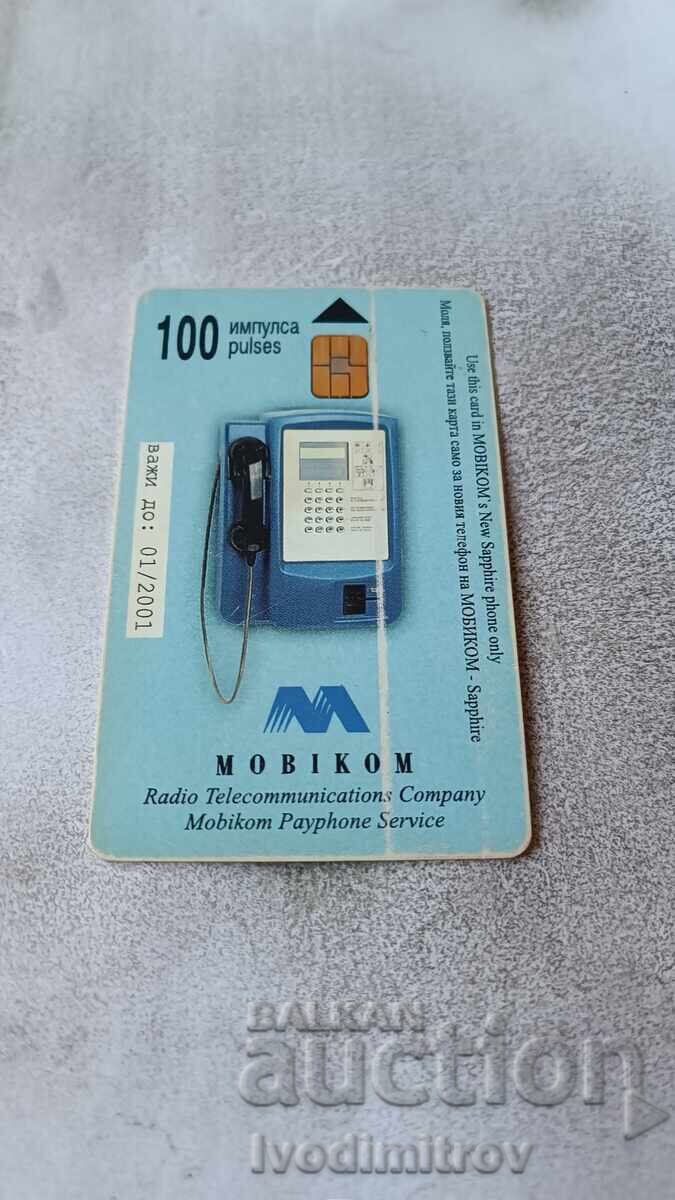 100 импулса
pulses
Use this card in MOBIKOM's New Sapphire phone only
Моля, ползвайте тази карта само за новия телефон на МОБИКОМ - Sapphire
важи до: 01/2001
MOBIKOM
Radio Telecommunications Company
Mobikom Payphone Service
BALKAN
auction
Ivodimitrov